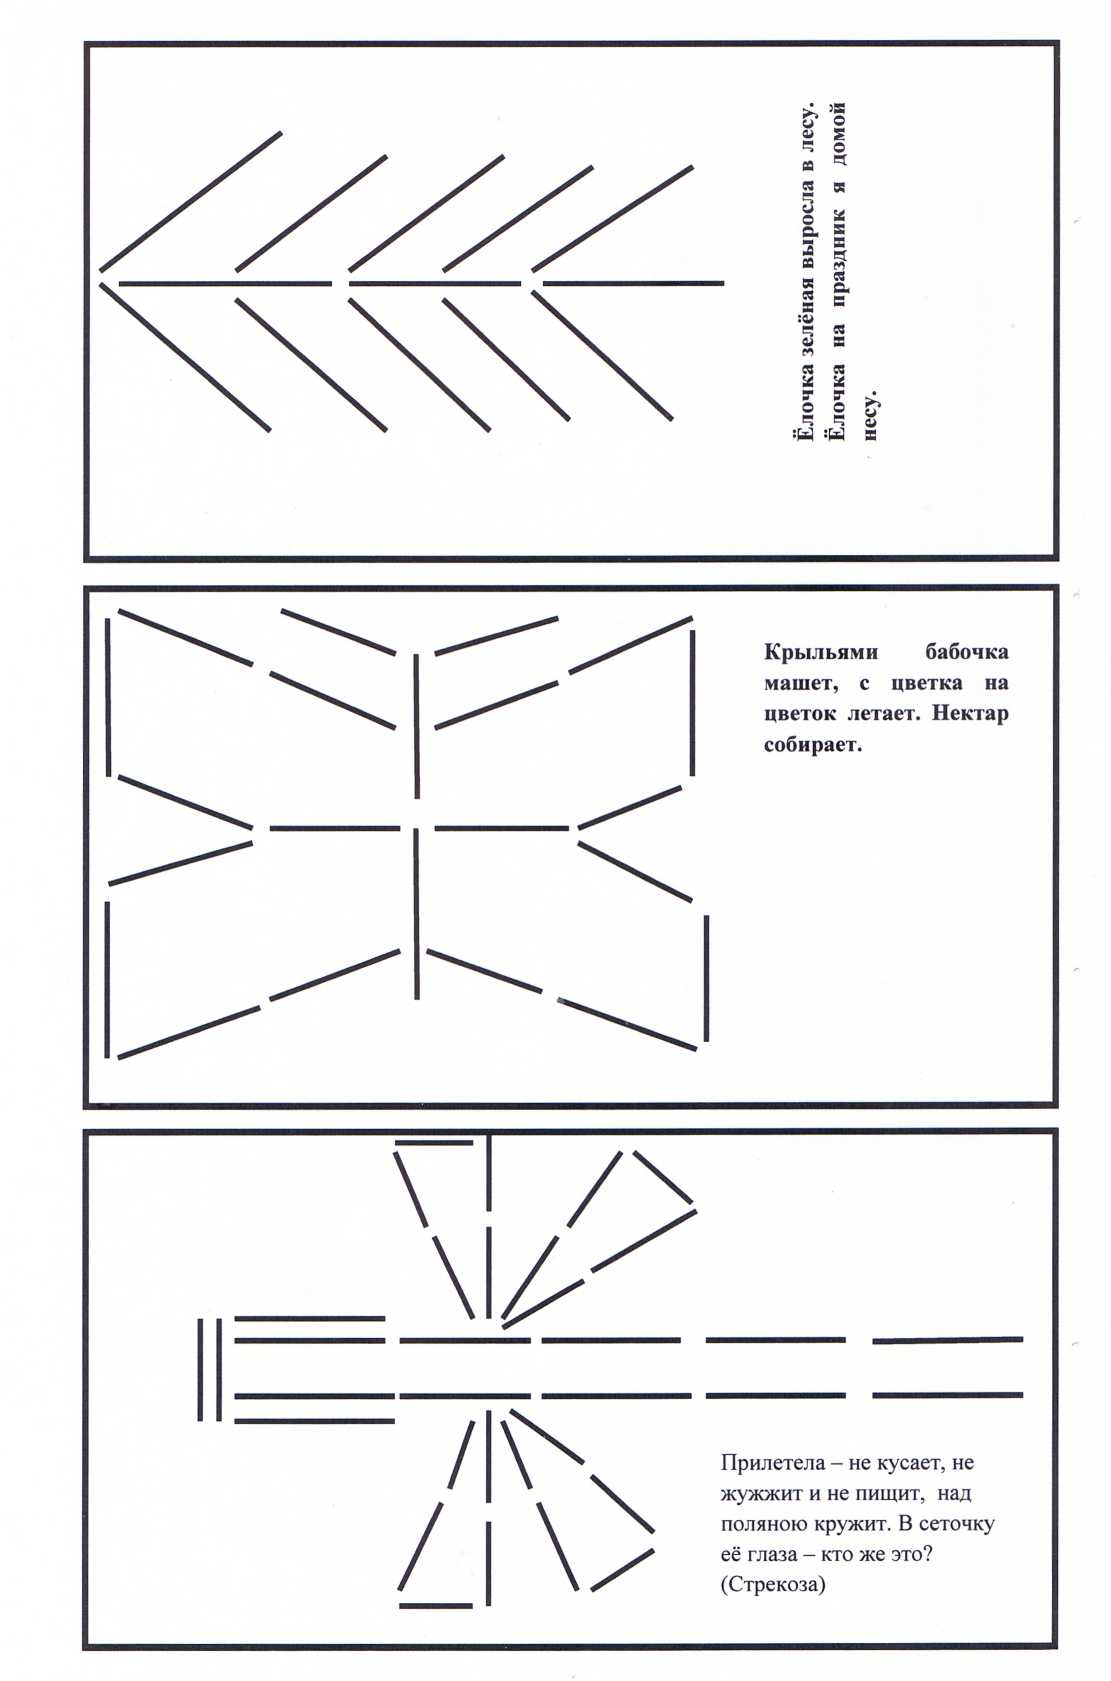 Ёлочка зелёная выросла в лесу.
Ёлочка на праздник я домой
несу.
Крыльями бабочка
машет, с цветка на
цветок летает. Нектар
собирает.
Прилетела – не кусает, не
жужжит и не пищит, над
поляною кружит. В сеточку
её глаза – кто же это?
(Стрекоза)